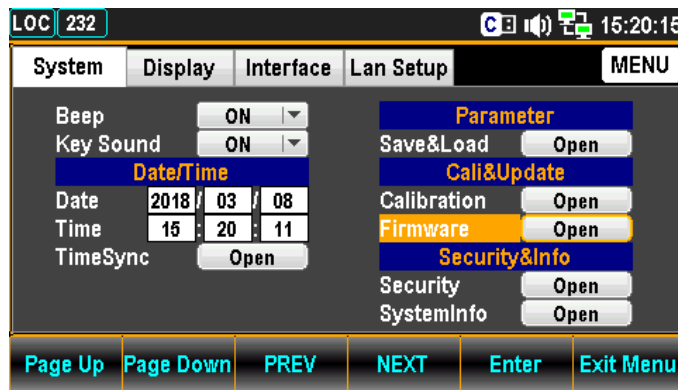 LOC 232 C 15:20:15
System Display Interface Lan Setup MENU
Beep ON
Key Sound ON
Date/Time
Date 2018 / 03 / 08
Time 15 : 20 : 11
TimeSync Open
Parameter
Save&Load Open
Cali&Update
Calibration Open
Firmware Open
Security&Info
Security Open
SystemInfo Open
Page Up Page Down PREV NEXT Enter Exit Menu